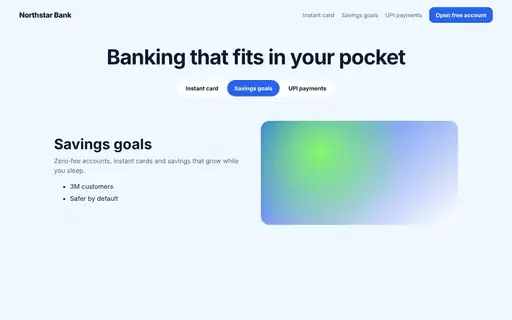 Northstar Bank
Instant card Savings goals UPI payments Open free account
Banking that fits in your pocket
Instant card Savings goals UPI payments
Savings goals
Zero-fee accounts, instant cards and savings that grow while
you sleep.
3M customers
Safer by default